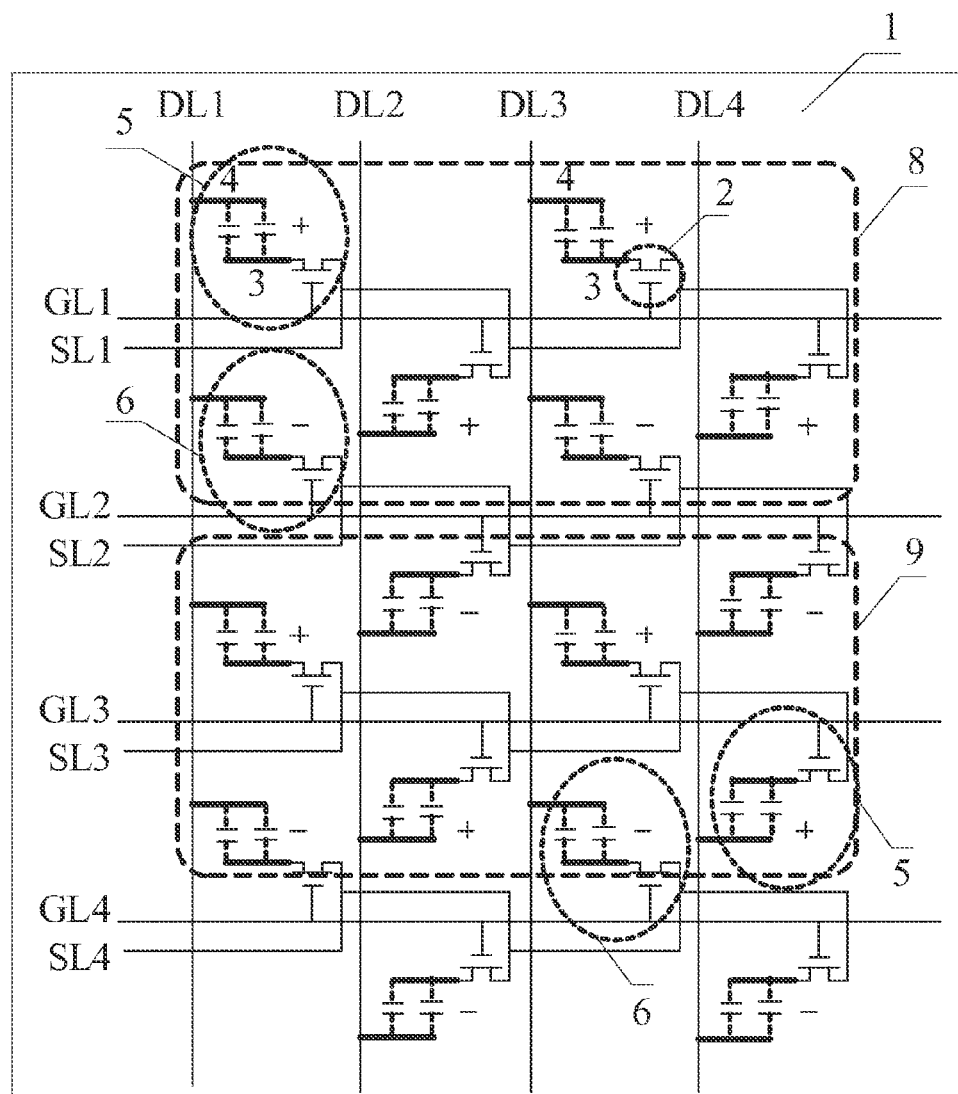 1
DL1 DL2 DL3 DL4
5
4 4 2 8
+ +
3 3
GL1
SL1
6 - + - +
GL2
SL2
9
- -
+ +
GL3
SL3
- + - +
5
GL4
SL4
6
- -